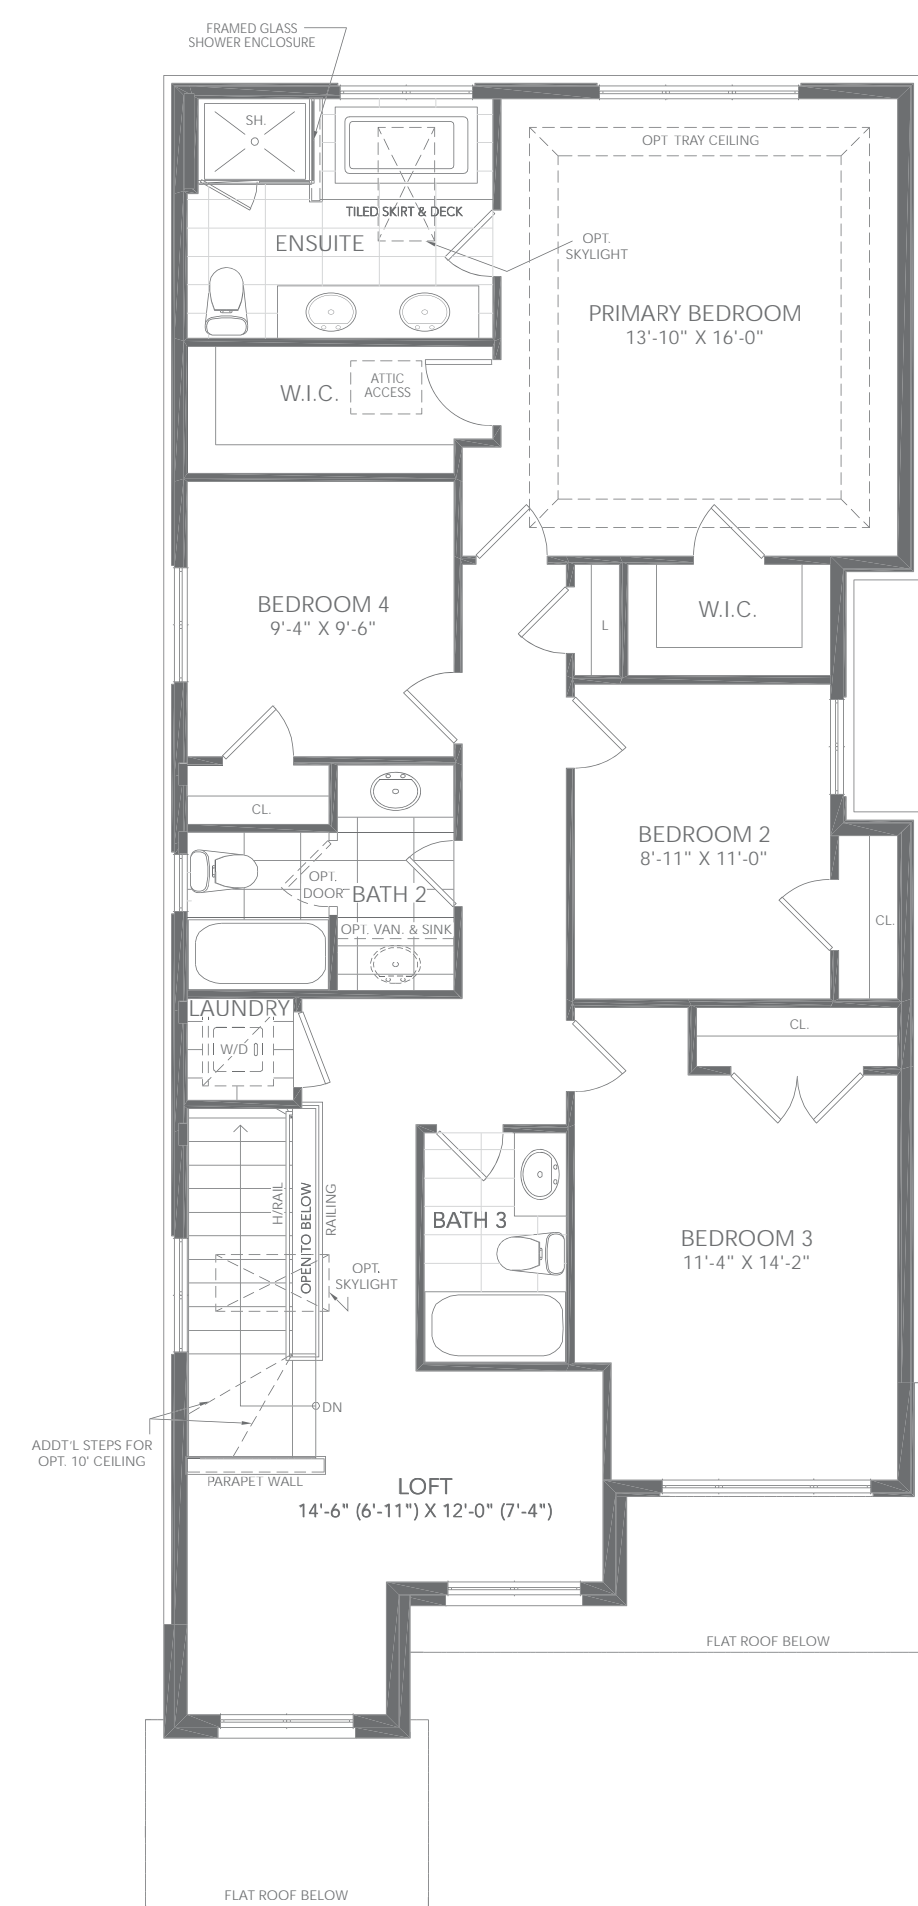 FRAMED GLASS
SHOWER ENCLOSURE
SH.
OPT TRAY CEILING
TILED SKIRT & DECK
ENSUITE
OPT.
SKYLIGHT
PRIMARY BEDROOM
13'-10" X 16'-0"
W.I.C.
ATTIC
ACCESS
BEDROOM 4
9'-4" X 9'-6"
L
W.I.C.
CL.
BEDROOM 2
8'-11" X 11'-0"
OPT.
DOOR
BATH 2
CL.
OPT. VAN. & SINK
LAUNDRY
W/D
CL.
H/RAIL
OPEN TO BELOW
RAILING
BATH 3
BEDROOM 3
11'-4" X 14'-2"
OPT.
SKYLIGHT
DN
ADDT'L STEPS FOR
OPT. 10' CEILING
PARAPET WALL
LOFT
14'-6" (6'-11") X 12'-0" (7'-4")
FLAT ROOF BELOW
FLAT ROOF BELOW